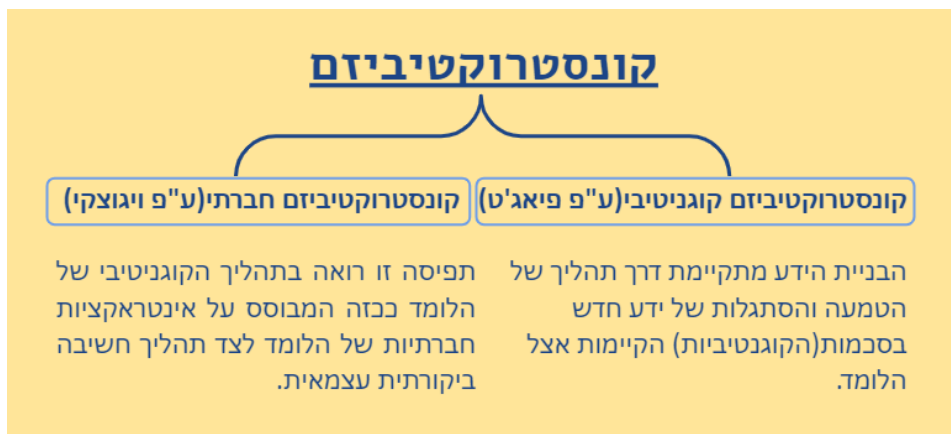 קונסטרוקטיביזם
קונסטרוקטיביזם קוגניטיבי(ע"פ פיאג'ט)
הבניית הידע מתקיימת דרך תהליך של
הטמעה והסתגלות של ידע חדש
בסכמות(הקוגנטיביות) הקיימות אצל
הלומד.
קונסטרוקטיביזם חברתי(ע"פ ויגוצקי)
תפיסה זו רואה בתהליך הקוגניטיבי של
הלומד ככזה המבוסס על אינטראקציות
חברתיות של הלומד לצד תהליך חשיבה
ביקורתית עצמאית.